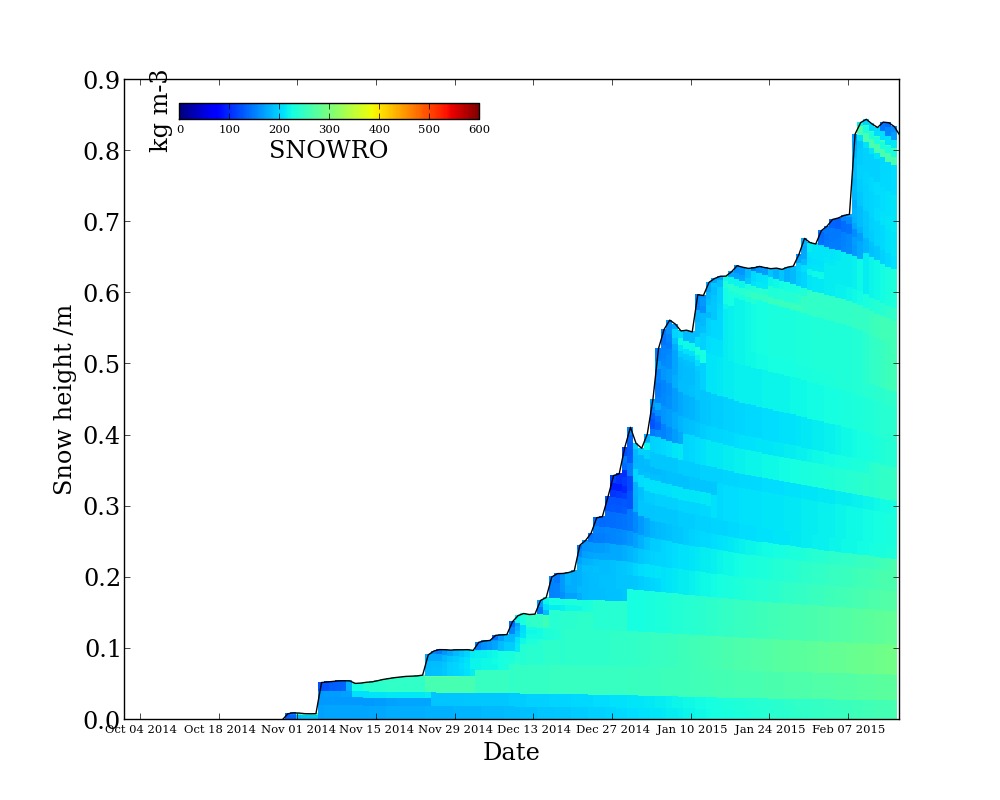 0.9
0.8
0.7
0.6
0.5
0.4
0.3
0.2
0.1
0.0
Snow height /m
kg m-3
0 100 200 300 400 500 600
SNOWRO
Oct 04 2014 Oct 18 2014 Nov 01 2014 Nov 15 2014 Nov 29 2014 Dec 13 2014 Dec 27 2014 Jan 10 2015 Jan 24 2015 Feb 07 2015
Date